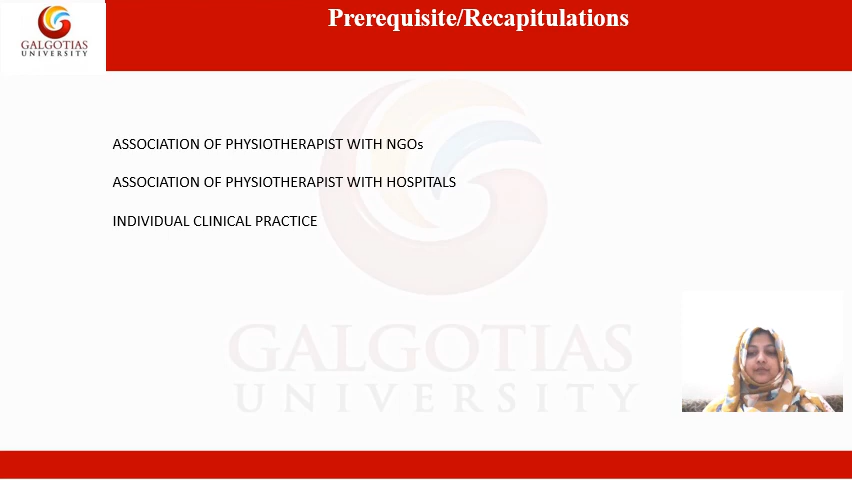 Prerequisite/Recapitulations
GALGOTIAS
UNIVERSITY
ASSOCIATION OF PHYSIOTHERAPIST WITH NGOs
ASSOCIATION OF PHYSIOTHERAPIST WITH HOSPITALS
INDIVIDUAL CLINICAL PRACTICE
GALGOTIAS
UNIVERSITY